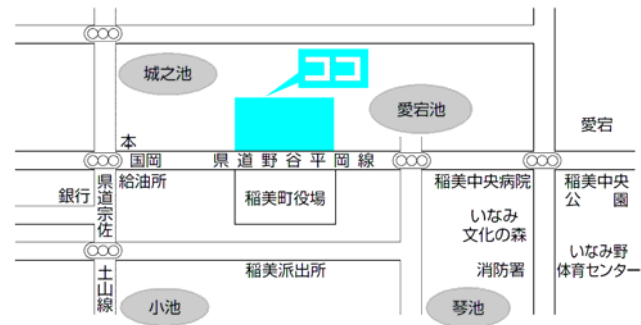 ココ
城之池
愛宕池
愛宕
本
国岡
県道野谷平岡線
銀行
県道宗佐
土山線
給油所
稲美町役場
稲美中央病院
稲美中央
公園
いなみ
文化の森
いなみ野
体育センター
稲美派出所
消防署
小池
琴池